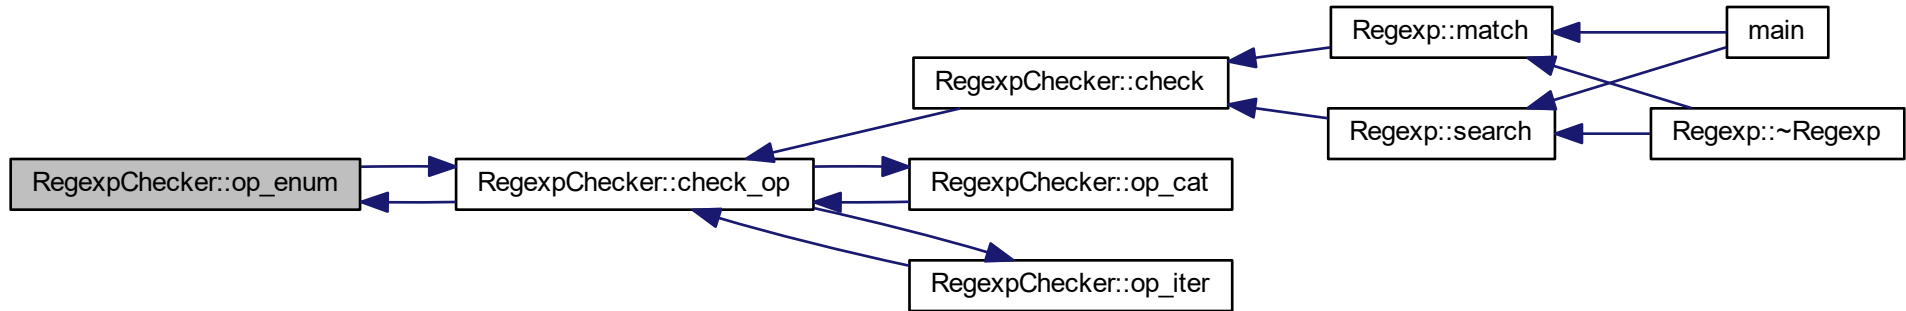 Regexp::match
main
RegexpChecker::check
Regexp::search
Regexp::~Regexp
RegexpChecker::op_enum
RegexpChecker::check_op
RegexpChecker::op_cat
RegexpChecker::op_iter